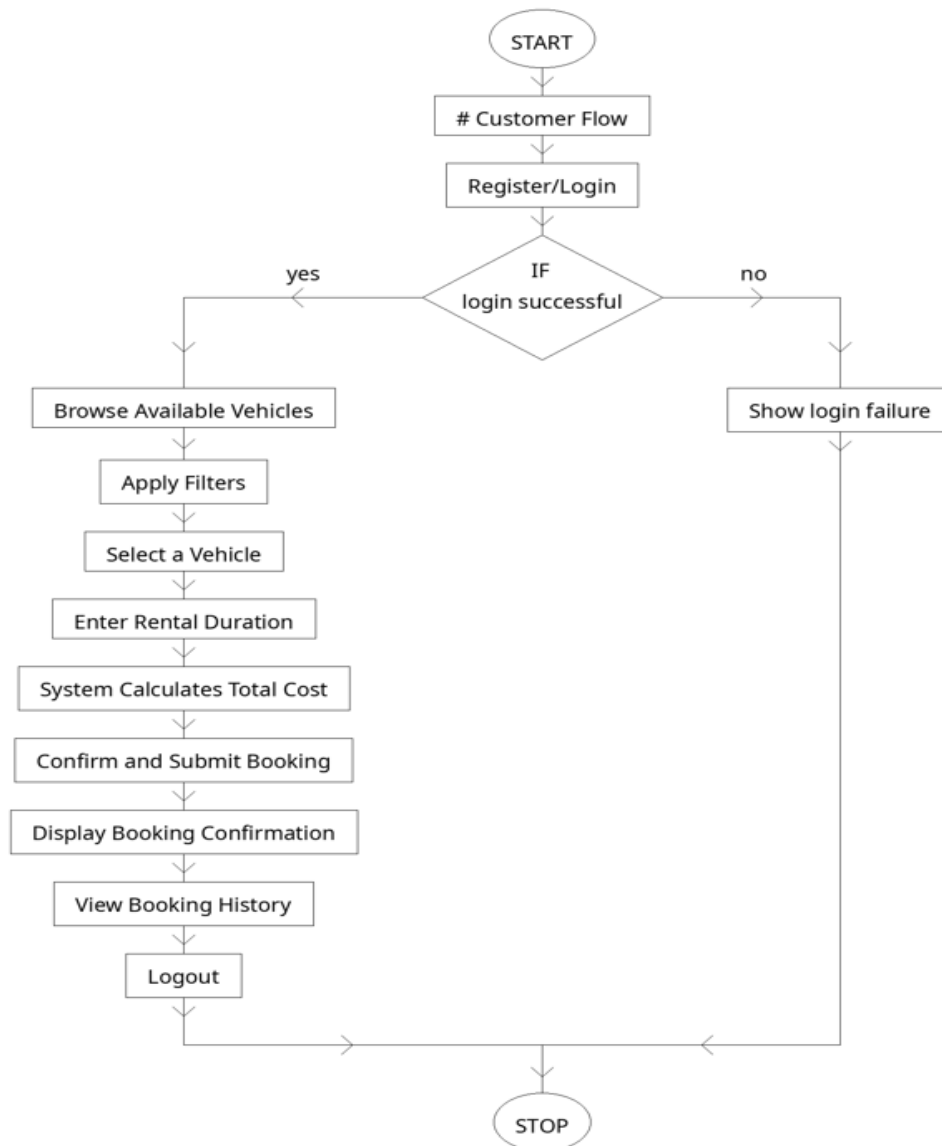 START
# Customer Flow
Register/Login
IF
login successful
yes
no
Browse Available Vehicles
Show login failure
Apply Filters
Select a Vehicle
Enter Rental Duration
System Calculates Total Cost
Confirm and Submit Booking
Display Booking Confirmation
View Booking History
Logout
STOP